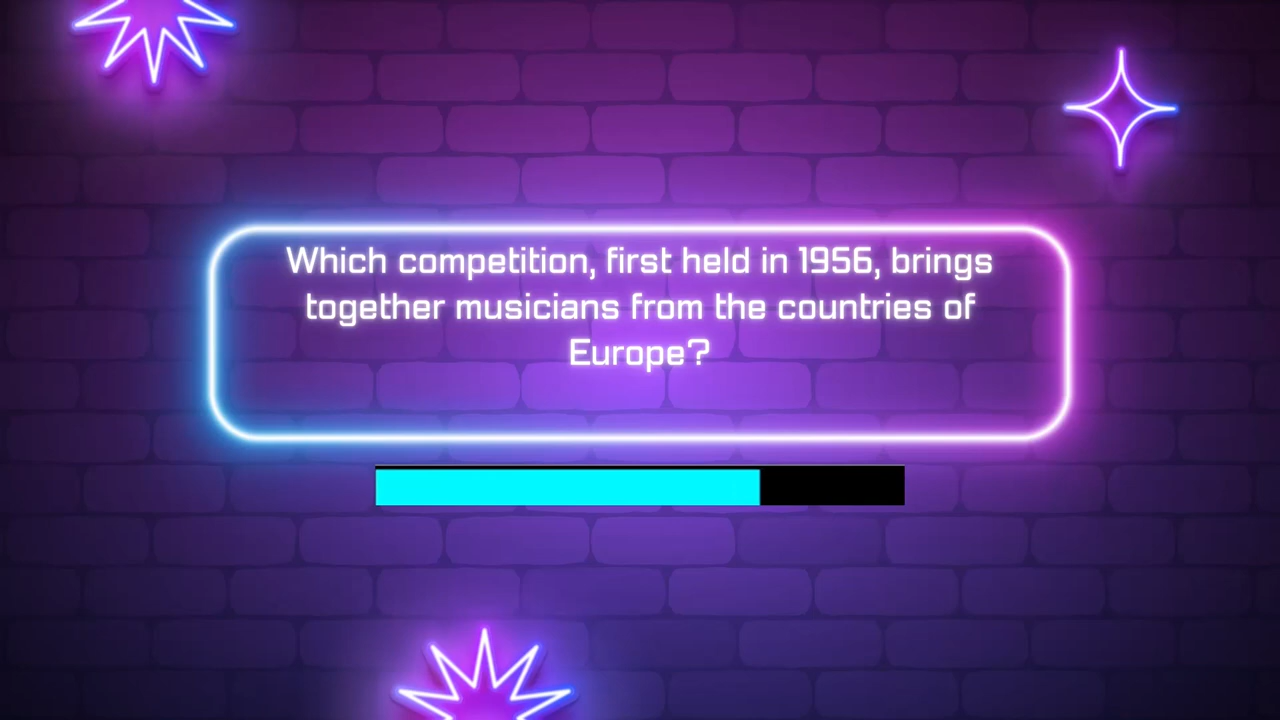 Which competition, first held in 1956, brings
together musicians from the countries of
Europe?